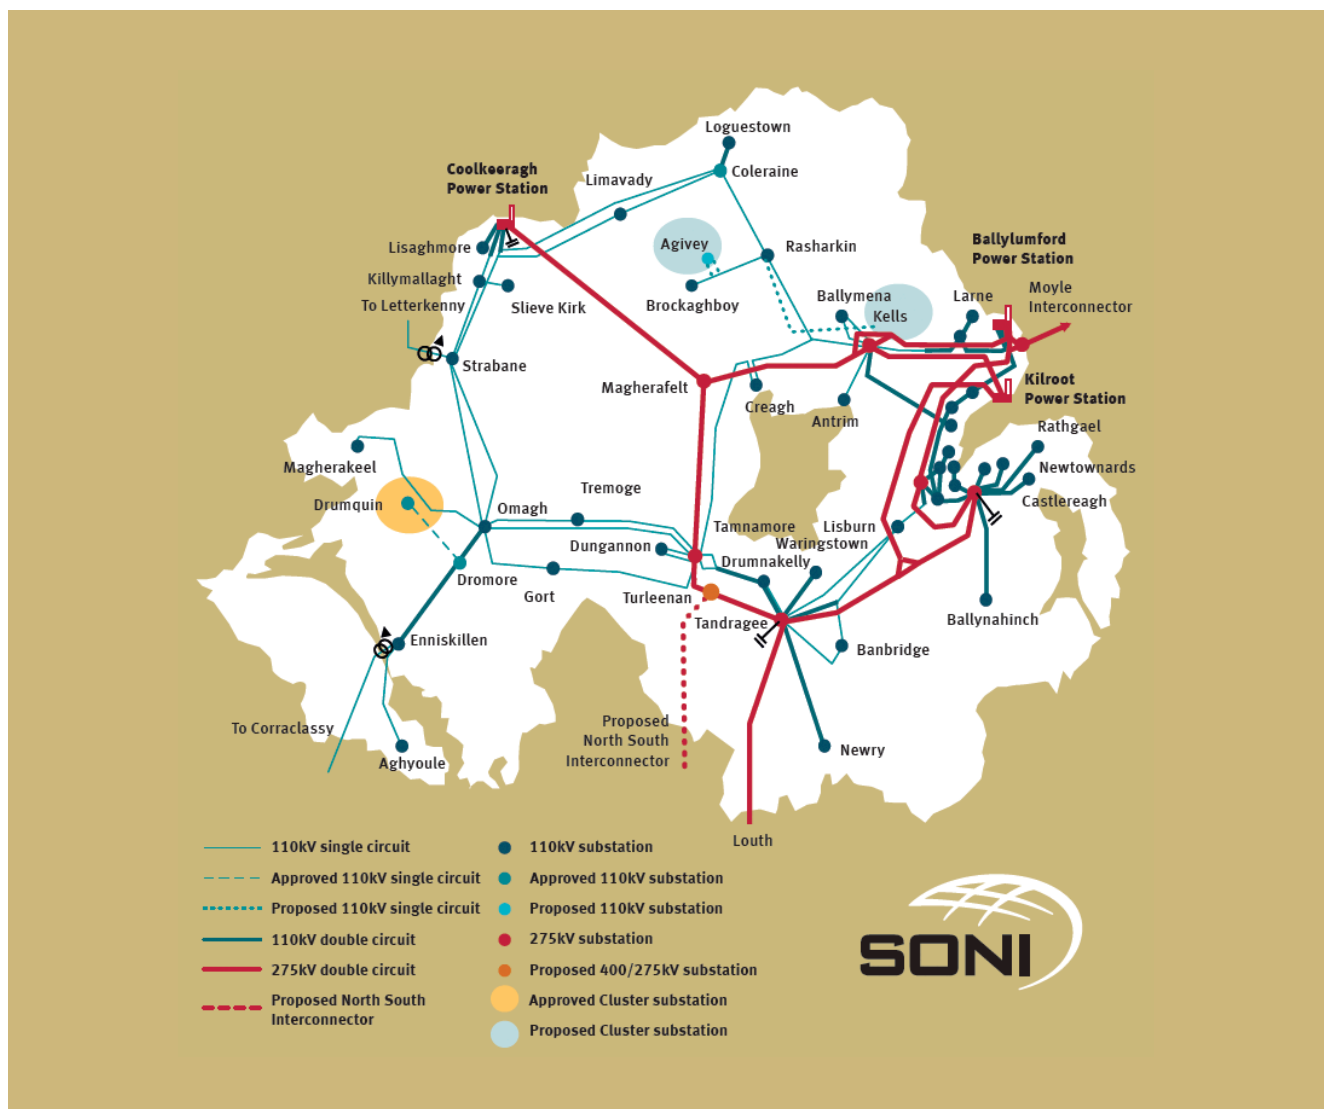 Loguestown
Coolkeeragh
Power Station
Limavady
Coleraine
Lisaghmore
Agivey
Rasharkin
Ballylumford
Power Station
Killymallaght
To Letterkenny
Slieve Kirk
Brockaghboy
Ballymena
Kells
Larne
Moyle
Interconnector
Strabane
Magherafelt
Creagh
Antrim
Kilroot
Power Station
Rathgael
Magherakeel
Newtownards
Drumquin
Omagh
Tremoge
Castlereagh
Tamnamore
Lisburn
Waringstown
Dungannon
Drumnakelly
Dromore
Gort
Turleenan
Tandragee
Ballynahinch
Enniskillen
Banbridge
To Corraclassy
Proposed
North South
Interconnector
Aghyoule
Newry
Louth
110kV single circuit
Approved 110kV single circuit
Proposed 110kV single circuit
110kV double circuit
275kV double circuit
Proposed North South
Interconnector
110kV substation
Approved 110kV substation
Proposed 110kV substation
275kV substation
Proposed 400/275kV substation
Approved Cluster substation
Proposed Cluster substation
SONI